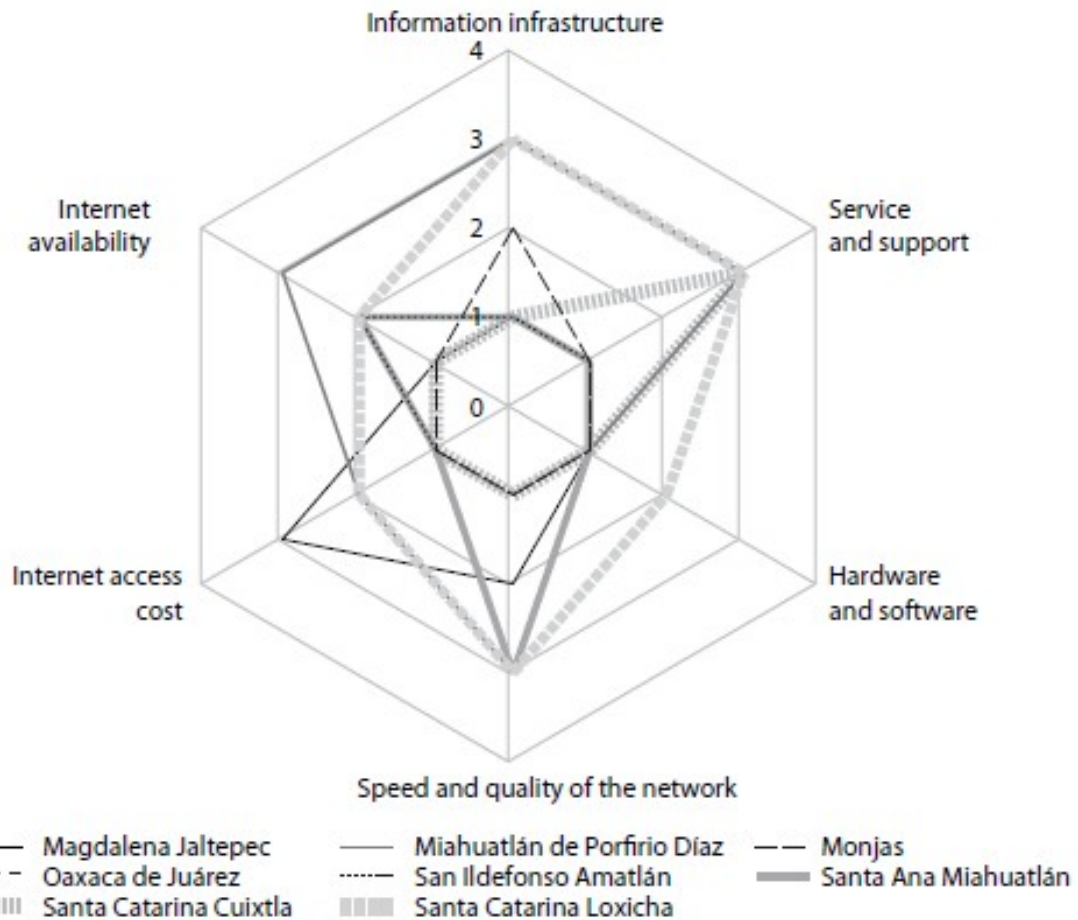 Information infrastructure
4
3
2
1
0
Internet
availability
Service
and support
Internet access
cost
Hardware
and software
Speed and quality of the network
Magdalena Jaltepec
Miahuatlán de Porfirio Díaz
Monjas
Oaxaca de Juárez
San Ildefonso Amatlán
Santa Ana Miahuatlán
Santa Catarina Cuixtla
Santa Catarina Loxicha